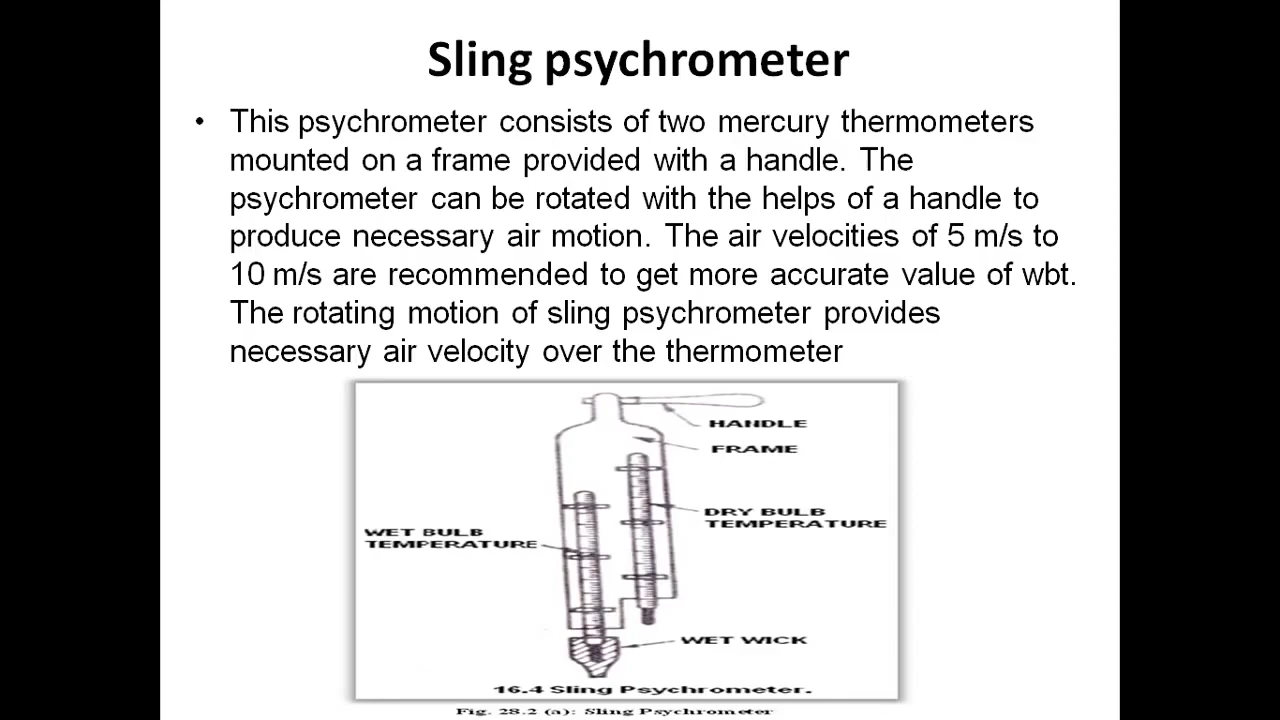 Sling psychrometer
• This psychrometer consists of two mercury thermometers
mounted on a frame provided with a handle. The
psychrometer can be rotated with the helps of a handle to
produce necessary air motion. The air velocities of 5 m/s to
10 m/s are recommended to get more accurate value of wbt.
The rotating motion of sling psychrometer provides
necessary air velocity over the thermometer
HANDLE
FRAME
DRY BULB
TEMPERATURE
WET BULB
TEMPERATURE
WET WICK
16.4 Sling Psychrometer.
Fig. 28.2 (a): Sling Psychrometer